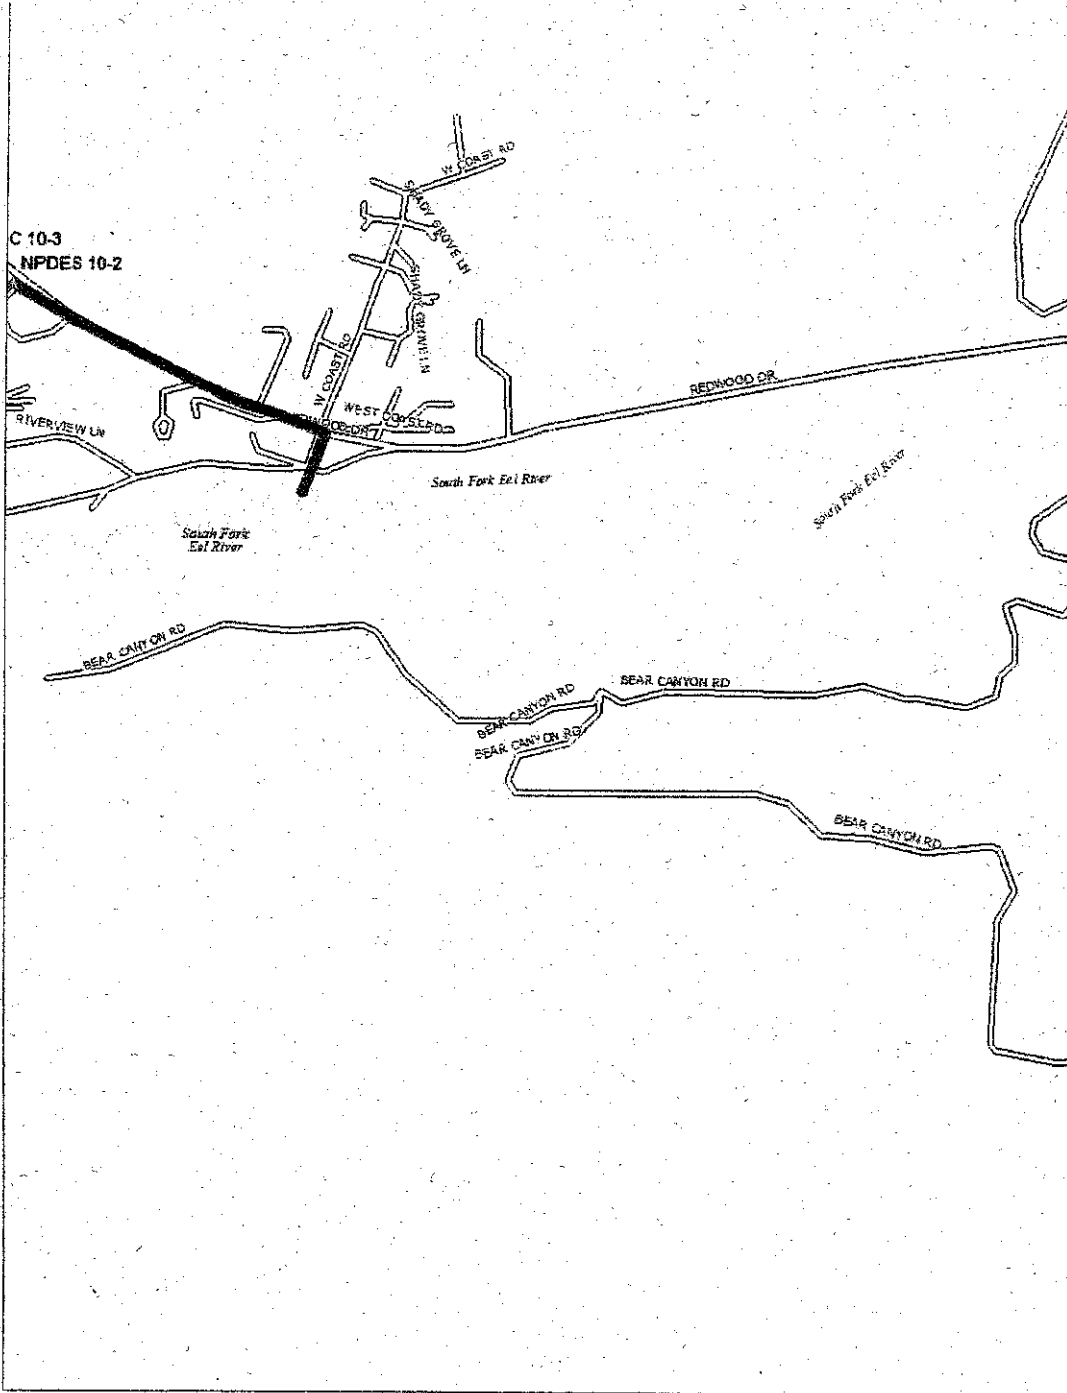 W COAST RD
SHADY GROVE LN
C 10-3
NPDES 10-2
SHADY GROVE LN
W COAST RD
REDWOOD DR
WEST COAST RD
RIVERVIEW LN
South Fork Eel River
South Fork Eel River
South Fork
Eel River
BEAR CANYON RD
BEAR CANYON RD
BEAR CANYON RD
BEAR CANYON RD
BEAR CANYON RD